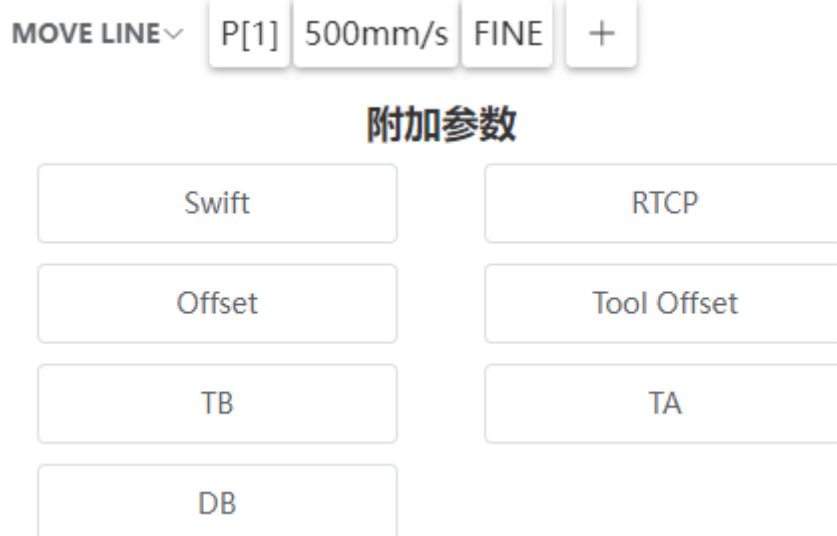 MOVE LINE P[1] 500mm/s FINE +
附加参数
Swift RTCP
Offset Tool Offset
TB TA
DB